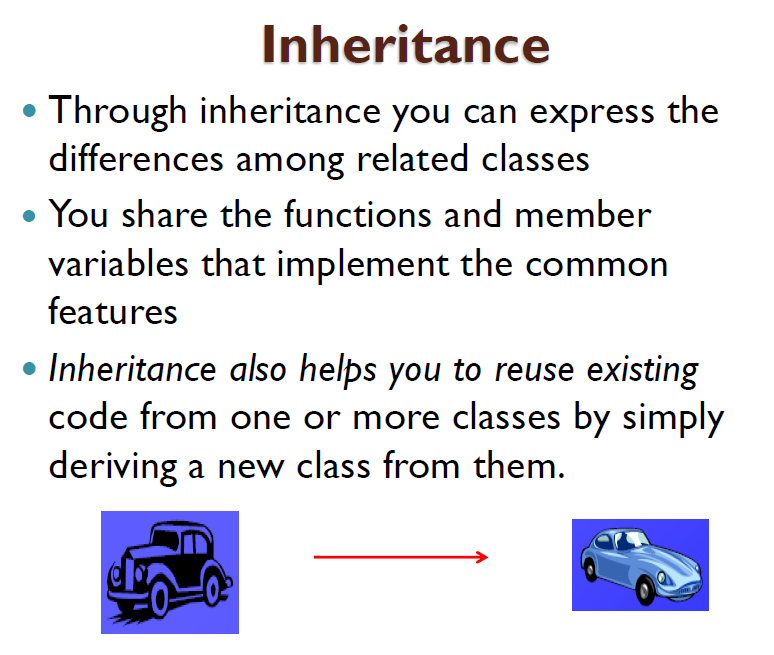 Inheritance
• Through inheritance you can express the
differences among related classes
• You share the functions and member
variables that implement the common
features
• Inheritance also helps you to reuse existing
code from one or more classes by simply
deriving a new class from them.